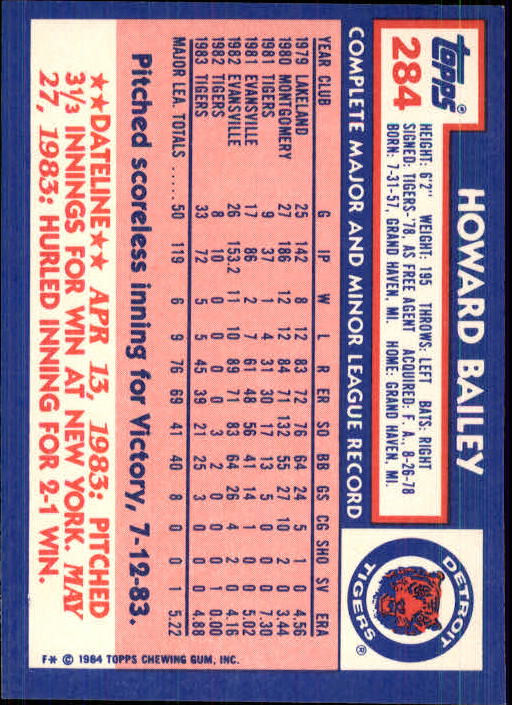 topps®
284
HOWARD BAILEY
HEIGHT: 6'2" WEIGHT: 195 THROWS: LEFT BATS: RIGHT
SIGNED: TIGERS-'78, AS FREE AGENT ACQUIRED: F. A., 8-26-78
BORN: 7-31-57, GRAND HAVEN, MI. HOME: GRAND HAVEN, MI.
DETROIT
TIGERS ®
COMPLETE MAJOR AND MINOR LEAGUE RECORD
YEAR CLUB G IP W L R ER SO BB GS CG SHO SV ERA
1979 LAKELAND 25 142 8 12 83 72 76 64 24 5 1 0 4.56
1980 MONTGOMERY 27 186 12 12 84 71 132 55 27 10 2 0 3.44
1981 TIGERS 9 37 1 4 31 30 17 13 5 0 0 0 7.30
1981 EVANSVILLE 17 86 2 7 61 48 56 41 14 1 0 0 5.02
1982 EVANSVILLE 26 153.2 11 10 89 71 83 64 26 4 2 0 4.16
1982 TIGERS 8 10 0 0 0 0 3 2 0 0 0 1 0.00
1983 TIGERS 33 72 5 5 45 39 21 25 3 0 0 0 4.88
MAJOR LEA. TOTALS ..... 50 119 6 9 76 69 41 40 8 0 0 1 5.22
Pitched scoreless inning for Victory, 7-12-83.
★★DATELINE★★ APR 13, 1983: PITCHED
3⅓ INNINGS FOR WIN AT NEW YORK. MAY
27, 1983: HURLED INNING FOR 2-1 WIN.
F* © 1984 TOPPS CHEWING GUM, INC.